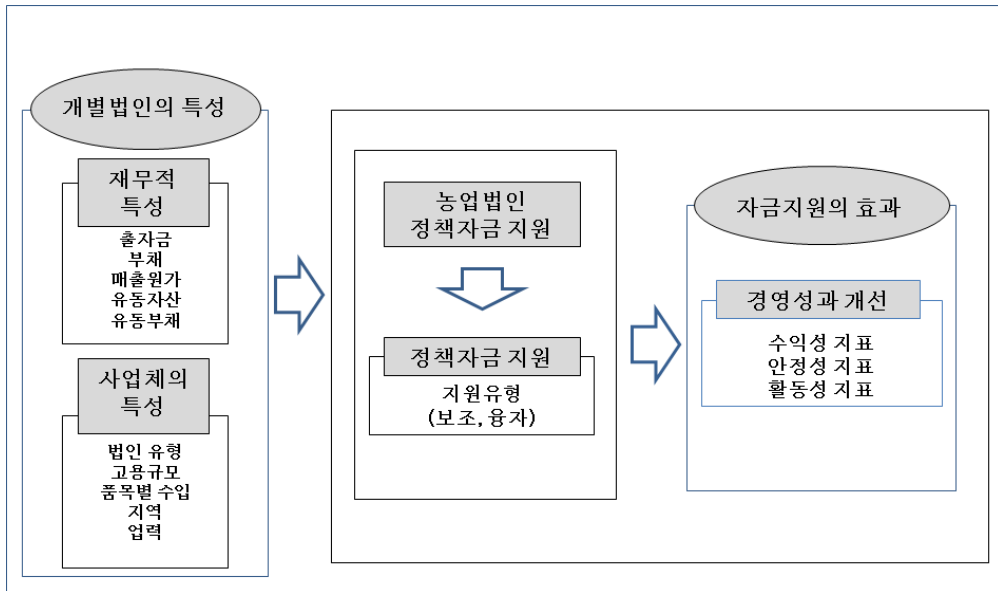 개별법인의 특성
재무적
특성
출자금
부채
매출원가
유동자산
유동부채
사업체의
특성
법인 유형
고용규모
품목별 수입
지역
업력
농업법인
정책자금 지원
정책자금 지원
지원유형
(보조, 융자)
자금지원의 효과
경영성과 개선
수익성 지표
안정성 지표
활동성 지표